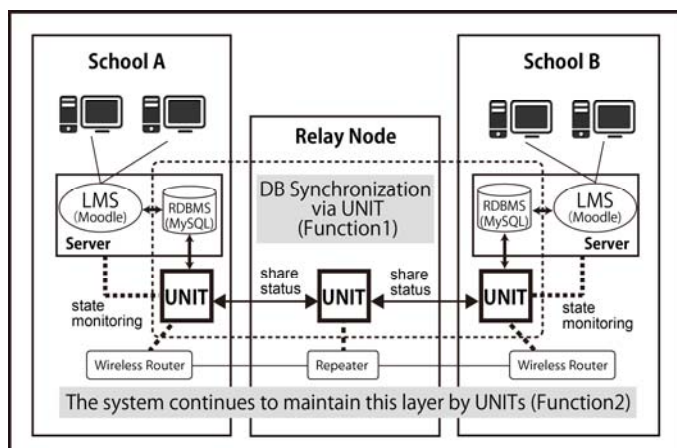 School A
School B
Relay Node
LMS
(Moodle)
RDBMS
(MySQL)
Server
DB Synchronization
via UNIT
(Function1)
RDBMS
(MySQL)
LMS
(Moodle)
Server
UNIT
share
status
UNIT
share
status
UNIT
state
monitoring
state
monitoring
Wireless Router
Repeater
Wireless Router
The system continues to maintain this layer by UNITs (Function2)